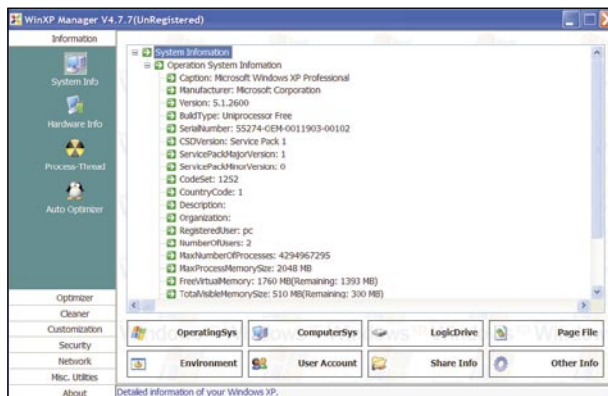 WinXP Manager V4.7.7(UnRegistered)
Information
System Info
Hardware Info
Process-Thread
Auto Optimizer
Optimizer
Cleaner
Customization
Security
Network
Misc. Utilties
About
System Infomation
Operation System Infomation
Caption: Microsoft Windows XP Professional
Manufacturer: Microsoft Corporation
Version: 5.1.2600
BuildType: Uniprocessor Free
SerialNumber: 55274-OEM-0011903-00102
CSDVersion: Service Pack 1
ServicePackMajorVersion: 1
ServicePackMinorVersion: 0
CodeSet: 1252
CountryCode: 1
Description:
Organization:
RegisteredUser: pc
NumberOfUsers: 2
MaxNumberOfProcesses: 4294967295
MaxProcessMemorySize: 2048 MB
FreeVirtualMemory: 1760 MB(Remaining: 1393 MB)
TotalVisibleMemorySize: 510 MB(Remaining: 300 MB)
OperatingSys
ComputerSys
LogicDrive
Page File
Environment
User Account
Share Info
Other Info
Detailed information of your Windows XP.